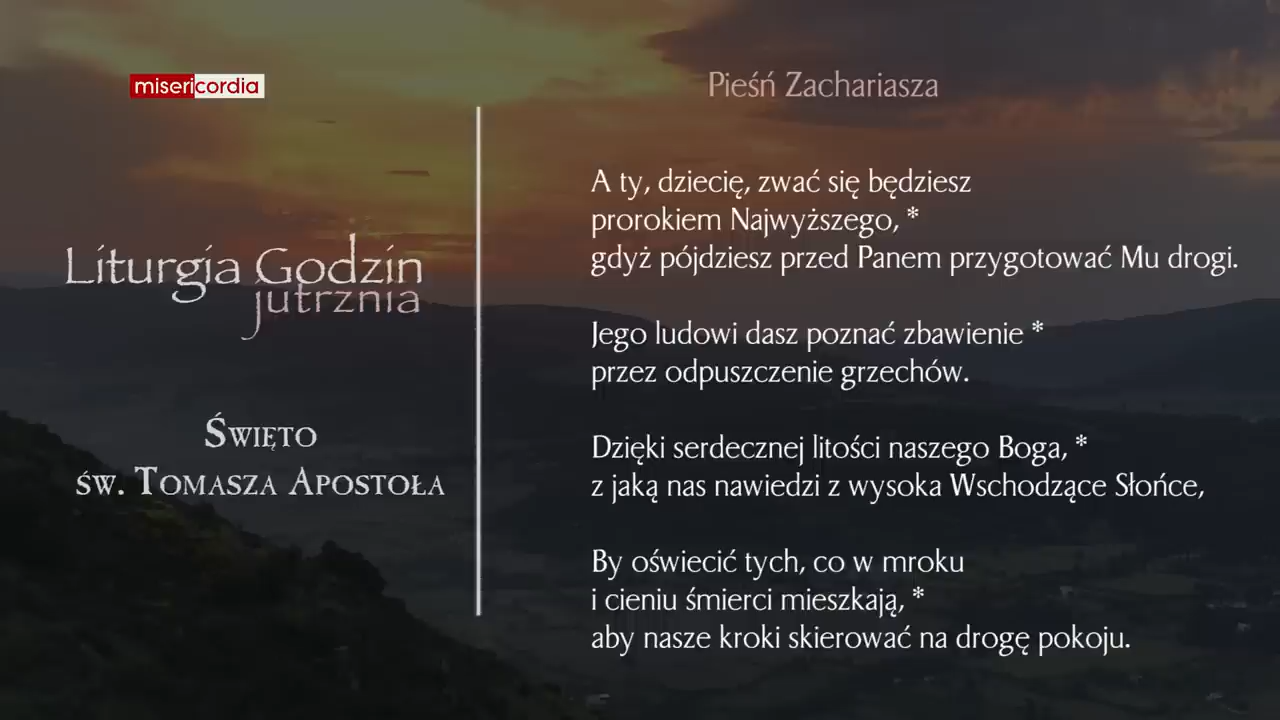 misericordia
Liturgia Godzin
jutrznia
Święto
św. Tomasza Apostoła
Pieśń Zachariasza
A ty, dziecię, zwać się będziesz
prorokiem Najwyższego, *
gdyż pójdziesz przed Panem przygotować Mu drogi.
Jego ludowi dasz poznać zbawienie *
przez odpuszczenie grzechów.
Dzięki serdecznej litości naszego Boga, *
z jaką nas nawiedzi z wysoka Wschodzące Słońce,
By oświecić tych, co w mroku
i cieniu śmierci mieszkają, *
aby nasze kroki skierować na drogę pokoju.